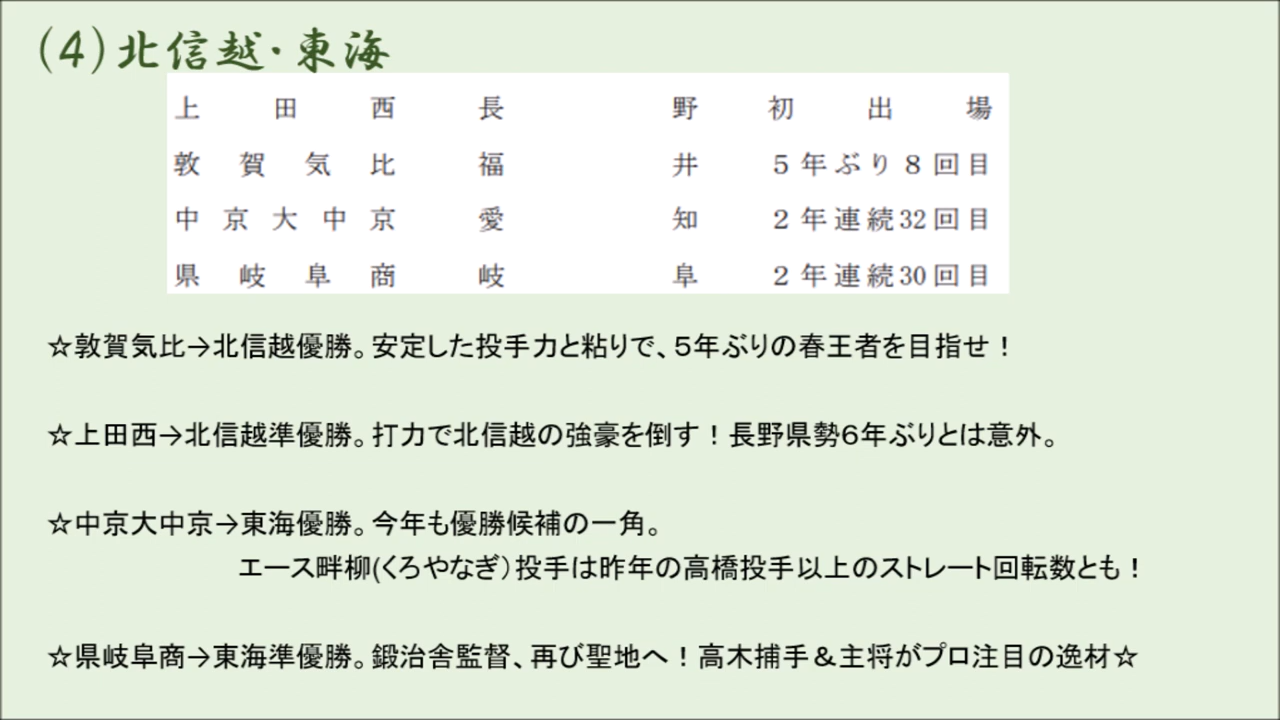 (4)北信越・東海
上田西 長野 初出場
敦賀気比 福井 5年ぶり8回目
中京大中京 愛知 2年連続32回目
県岐阜商 岐阜 2年連続30回目
☆敦賀気比→北信越優勝。安定した投手力と粘りで、5年ぶりの春王者を目指せ！
☆上田西→北信越準優勝。打力で北信越の強豪を倒す！長野県勢6年ぶりとは意外。
☆中京大中京→東海優勝。今年も優勝候補の一角。
エース畔柳(くろやなぎ)投手は昨年の高橋投手以上のストレート回転数とも！
☆県岐阜商→東海準優勝。鍛治舎監督、再び聖地へ！高木捕手＆主将がプロ注目の逸材☆